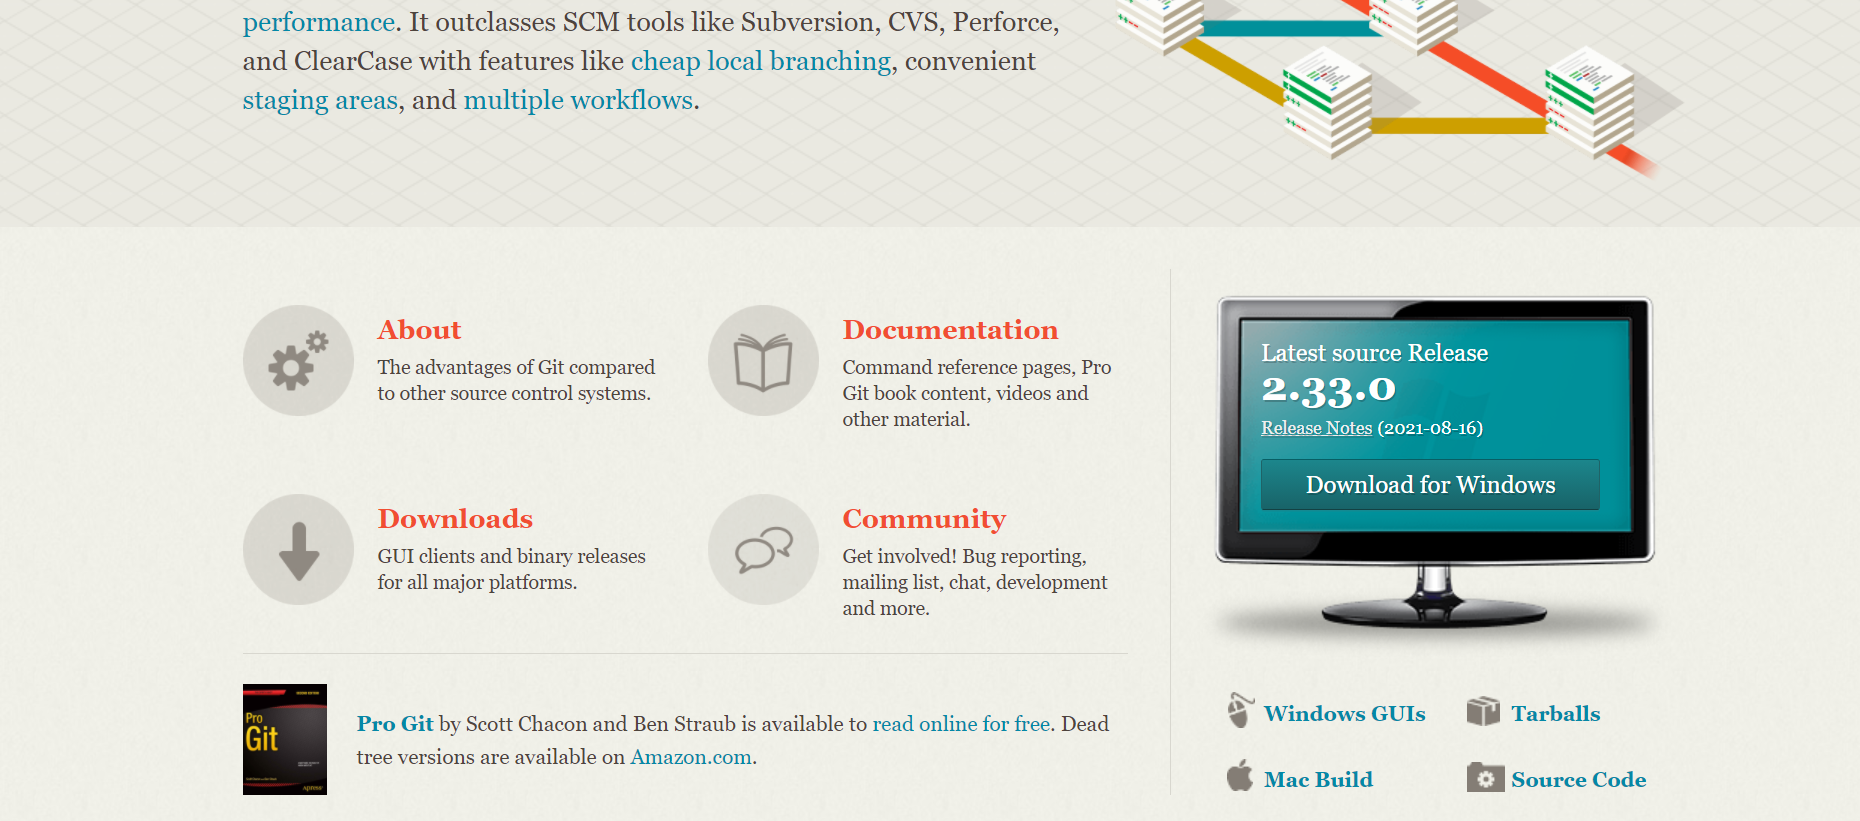 performance. It outclasses SCM tools like Subversion, CVS, Perforce,
and ClearCase with features like cheap local branching, convenient
staging areas, and multiple workflows.
About
The advantages of Git compared
to other source control systems.
Documentation
Command reference pages, Pro
Git book content, videos and
other material.
Downloads
GUI clients and binary releases
for all major platforms.
Community
Get involved! Bug reporting,
mailing list, chat, development
and more.
Pro
Git
Apress
Pro Git by Scott Chacon and Ben Straub is available to read online for free. Dead
tree versions are available on Amazon.com.
Latest source Release
2.33.0
Release Notes (2021-08-16)
Download for Windows
Windows GUIs
Tarballs
Mac Build
Source Code